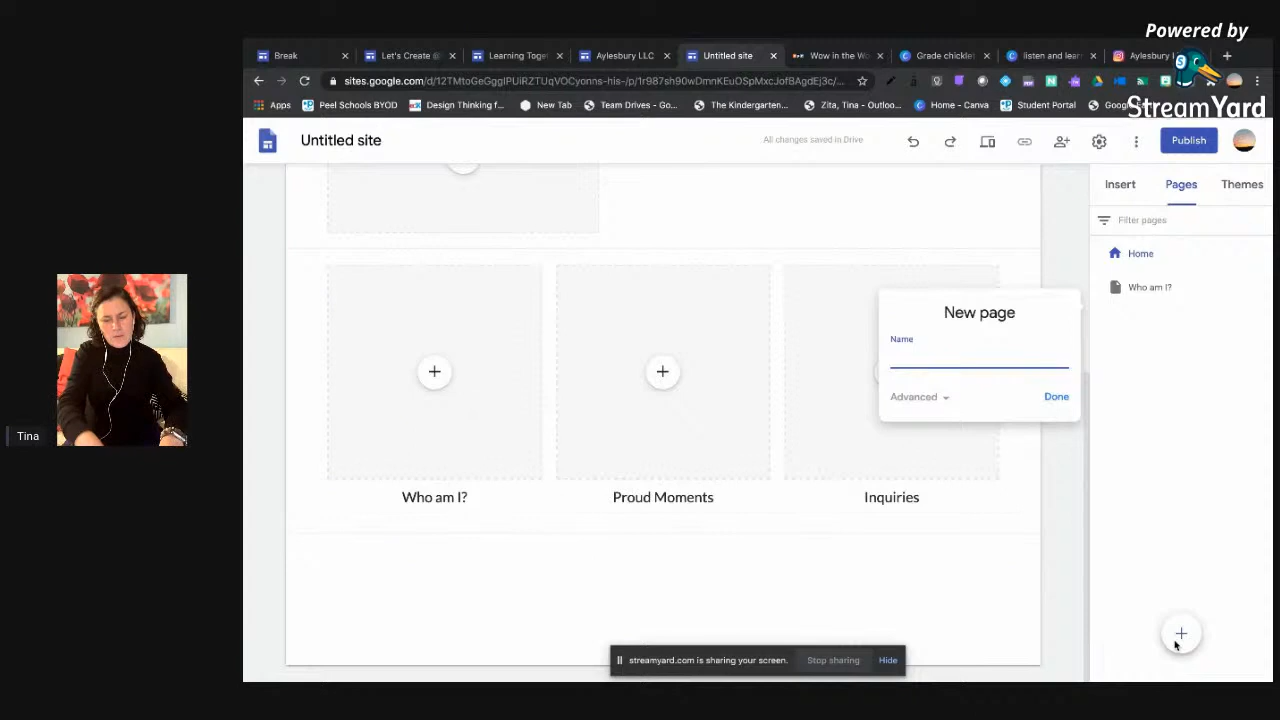 Powered by
StreamYard
Break
Let's Create @
Learning Toget
Aylesbury LLC
Untitled site
Wow in the Wo
Grade chicklet
listen and lear
Aylesbury
Apps
Peel Schools BYOD
Design Thinking f...
New Tab
Team Drives - Go...
The Kindergarten...
Zita, Tina - Outloo...
Home - Canva
Student Portal
Untitled site
All changes saved in Drive
Publish
Insert
Pages
Themes
Filter pages
Home
Who am I?
New page
Name
Advanced
Done
Who am I?
Proud Moments
Inquiries
Tina
streamyard.com is sharing your screen.
Stop sharing
Hide